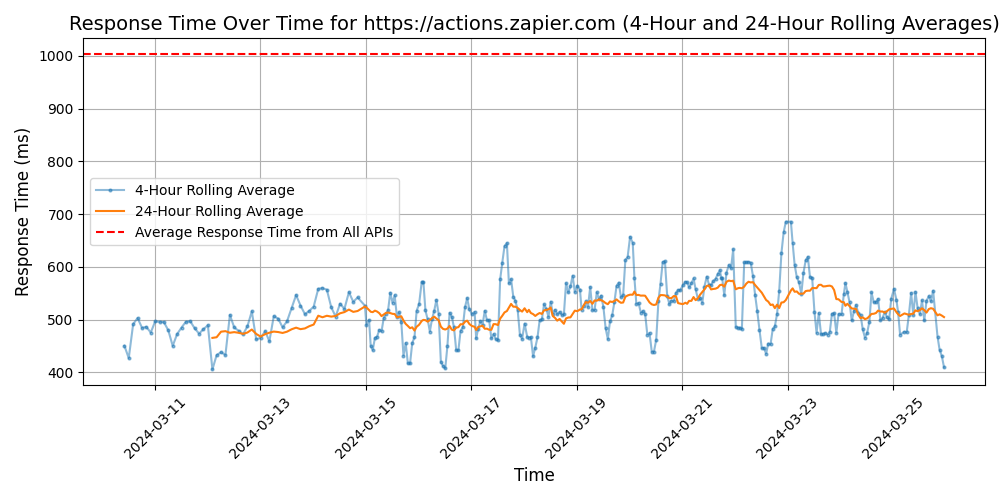 Response Time Over Time for https://actions.zapier.com (4-Hour and 24-Hour Rolling Averages)
Response Time (ms)
1000
900
800
700
600
500
400
4-Hour Rolling Average
24-Hour Rolling Average
Average Response Time from All APIs
2024-03-11
2024-03-13
2024-03-15
2024-03-17
2024-03-19
2024-03-21
2024-03-23
2024-03-25
Time